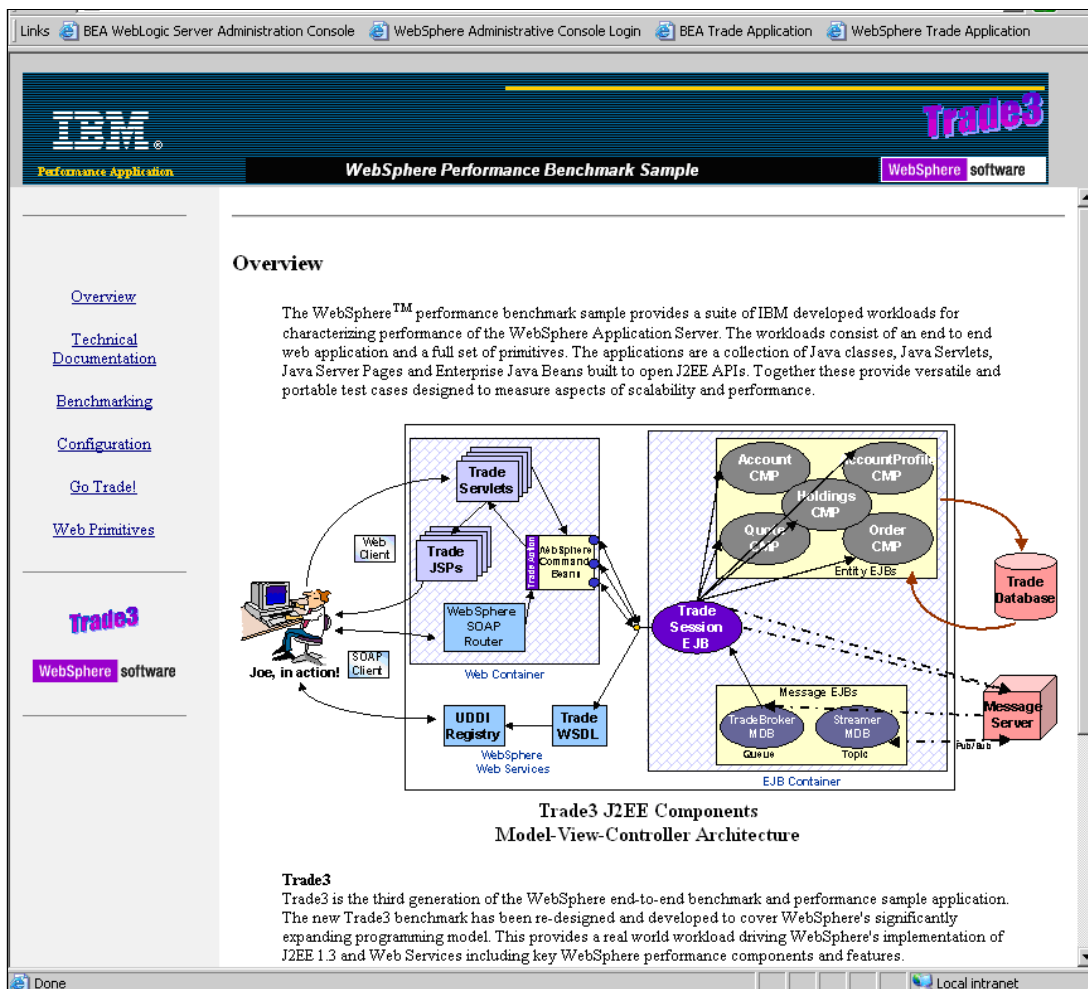 Links BEA WebLogic Server Administration Console WebSphere Administrative Console Login BEA Trade Application WebSphere Trade Application
IBM®
Trade3
Performance Application
WebSphere Performance Benchmark Sample
WebSphere software
Overview
Technical
Documentation
Benchmarking
Configuration
Go Trade!
Web Primitives
Trade3
WebSphere software
Overview
The WebSphere™ performance benchmark sample provides a suite of IBM developed workloads for
characterizing performance of the WebSphere Application Server. The workloads consist of an end to end
web application and a full set of primitives. The applications are a collection of Java classes, Java Servlets,
Java Server Pages and Enterprise Java Beans built to open J2EE APIs. Together these provide versatile and
portable test cases designed to measure aspects of scalability and performance.
Trade
Servlets
Web
Client
Trade
JSPs
Trade Action
WebSphere
Command
Beans
WebSphere
SOAP
Router
SOAP
Client
Joe, in action!
Web Container
UDDI
Registry
Trade
WSDL
WebSphere
Web Services
Account
CMP
AccountProfile
CMP
Holdings
CMP
Quote
CMP
Order
CMP
Entity EJBs
Trade
Session
EJB
Trade
Database
Message EJBs
TradeBroker
MDB
Streamer
MDB
Queue
Topic
Message
Server
Pub/Sub
EJB Container
Trade3 J2EE Components
Model-View-Controller Architecture
Trade3
Trade3 is the third generation of the WebSphere end-to-end benchmark and performance sample application.
The new Trade3 benchmark has been re-designed and developed to cover WebSphere's significantly
expanding programming model. This provides a real world workload driving WebSphere's implementation of
J2EE 1.3 and Web Services including key WebSphere performance components and features.
Done
Local intranet